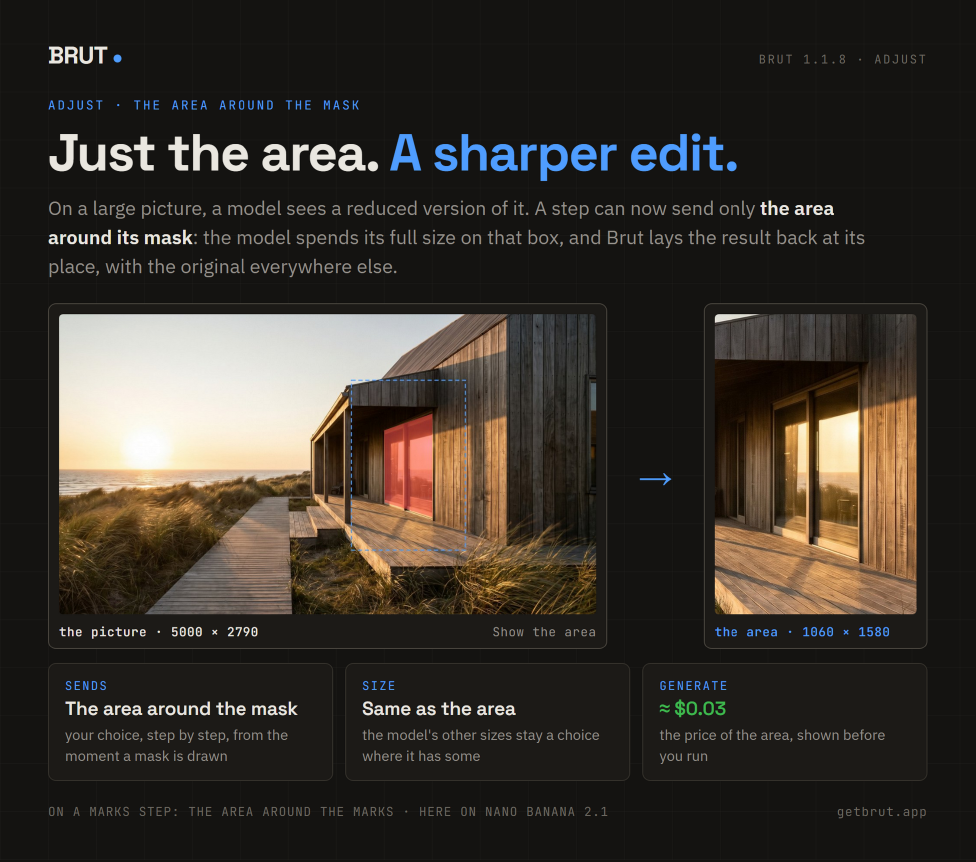 BRUT
BRUT 1.1.8 · ADJUST
ADJUST · THE AREA AROUND THE MASK
Just the area. A sharper edit.
On a large picture, a model sees a reduced version of it. A step can now send only the area
around its mask: the model spends its full size on that box, and Brut lays the result back at its
place, with the original everywhere else.
→
the picture · 5000 × 2790
Show the area
the area · 1060 × 1580
SENDS
The area around the mask
your choice, step by step, from the
moment a mask is drawn
SIZE
Same as the area
the model's other sizes stay a choice
where it has some
GENERATE
≈ $0.03
the price of the area, shown before
you run
ON A MARKS STEP: THE AREA AROUND THE MARKS · HERE ON NANO BANANA 2.1
getbrut.app